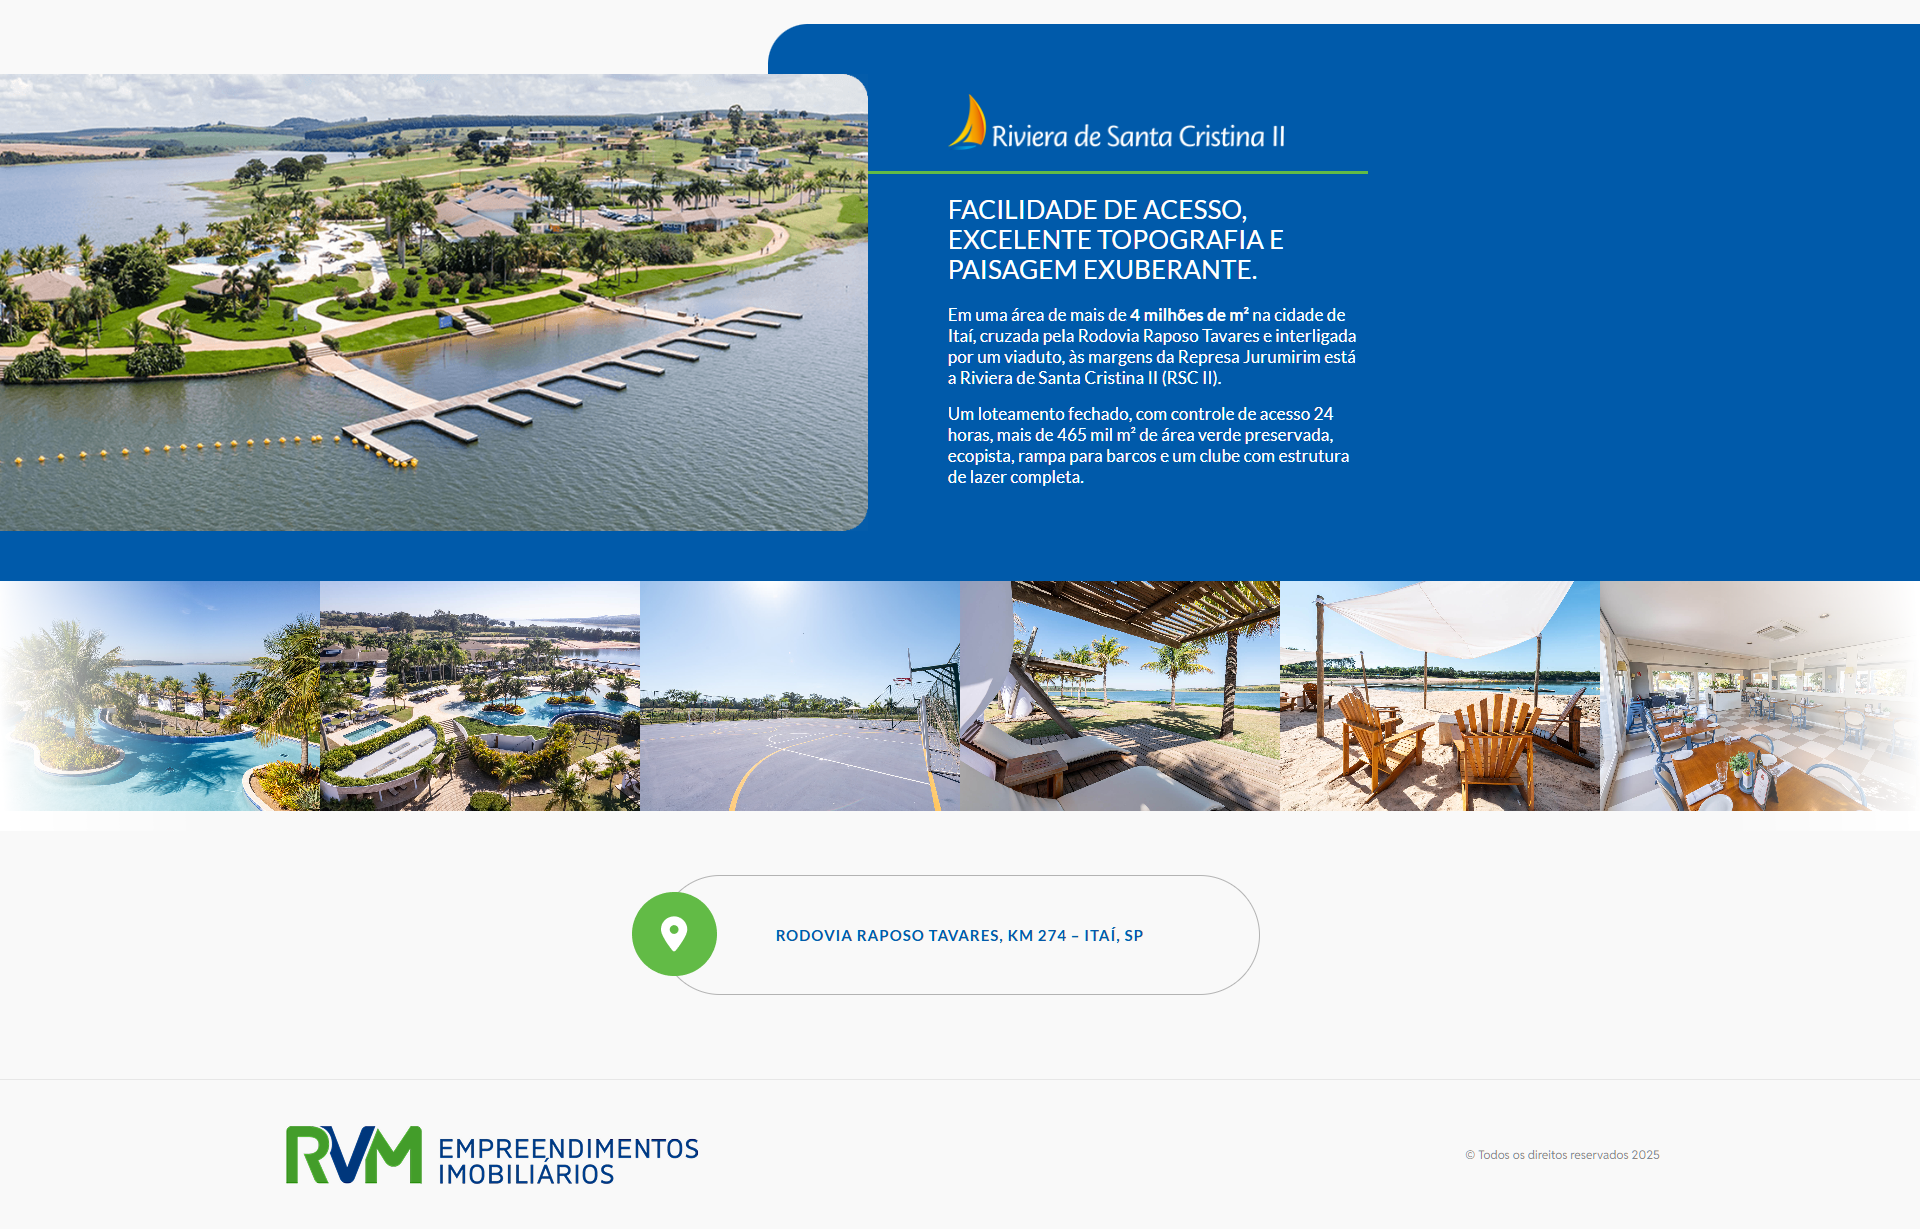 Riviera de Santa Cristina II
FACILIDADE DE ACESSO,
EXCELENTE TOPOGRAFIA E
PAISAGEM EXUBERANTE.
Em uma área de mais de 4 milhões de m² na cidade de
Itaí, cruzada pela Rodovia Raposo Tavares e interligada
por um viaduto, às margens da Represa Jurumirim está
a Riviera de Santa Cristina II (RSC II).
Um loteamento fechado, com controle de acesso 24
horas, mais de 465 mil m² de área verde preservada,
ecopista, rampa para barcos e um clube com estrutura
de lazer completa.
RODOVIA RAPOSO TAVARES, KM 274 – ITAÍ, SP
RVM EMPREENDIMENTOS
IMOBILIÁRIOS
© Todos os direitos reservados 2025